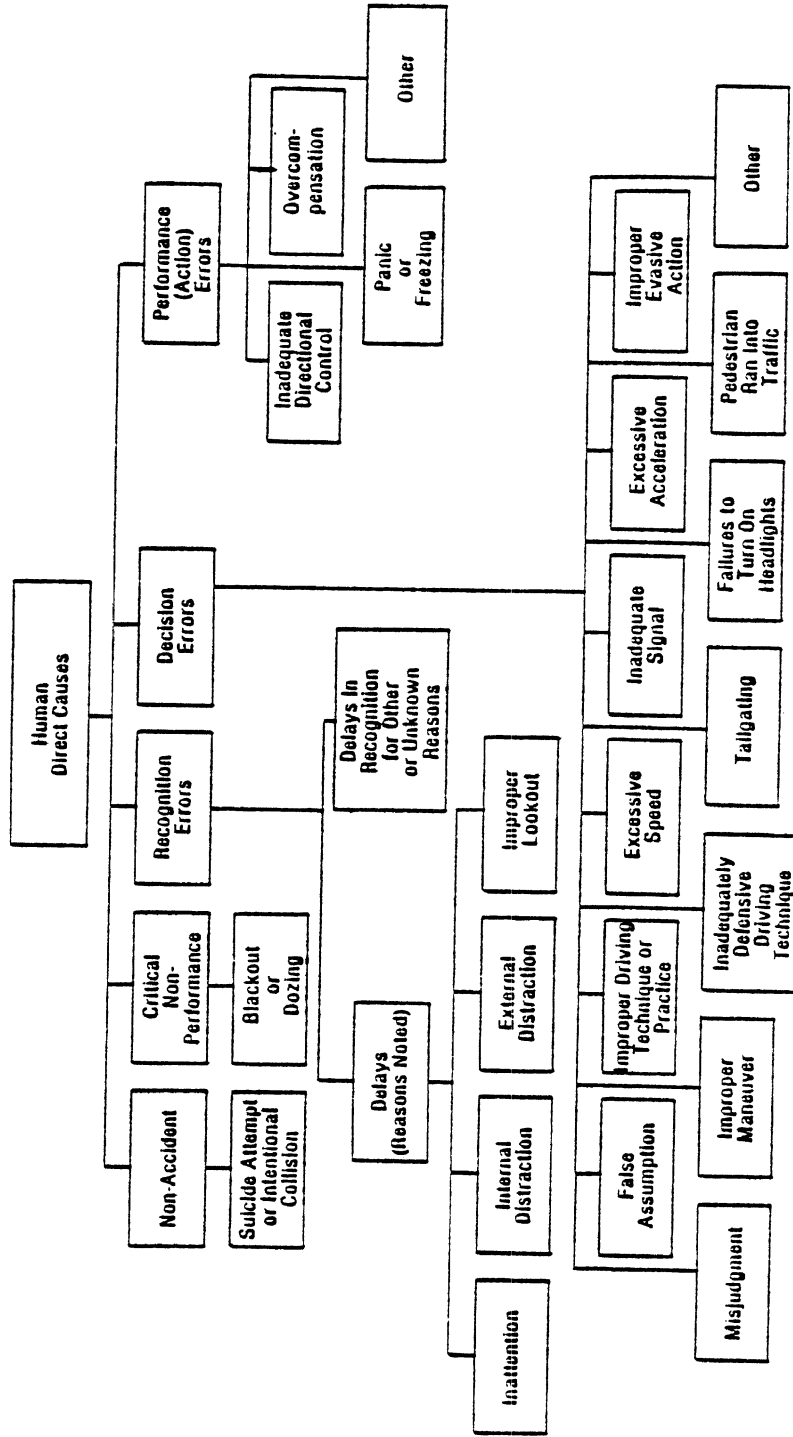 Human
Direct Causes
Non-Accident
Critical
Non-
Performance
Recognition
Errors
Decision
Errors
Performance
(Action)
Errors
Suicide Attempt
or Intentional
Collision
Blackout
or
Dozing
Inadequate
Directional
Control
Overcom-
pensation
Panic
or
Freezing
Other
Delays
(Reasons Noted)
Delays In
Recognition
for Other
or Unknown
Reasons
Inattention
Internal
Distraction
External
Distraction
Improper
Lookout
False
Assumption
Improper Driving
Technique or
Practice
Excessive
Speed
Inadequate
Signal
Excessive
Acceleration
Improper
Evasive
Action
Misjudgment
Improper
Maneuver
Inadequately
Defensive
Driving
Technique
Tailgating
Failures to
Turn On
Headlights
Pedestrian
Ran Into
Traffic
Other